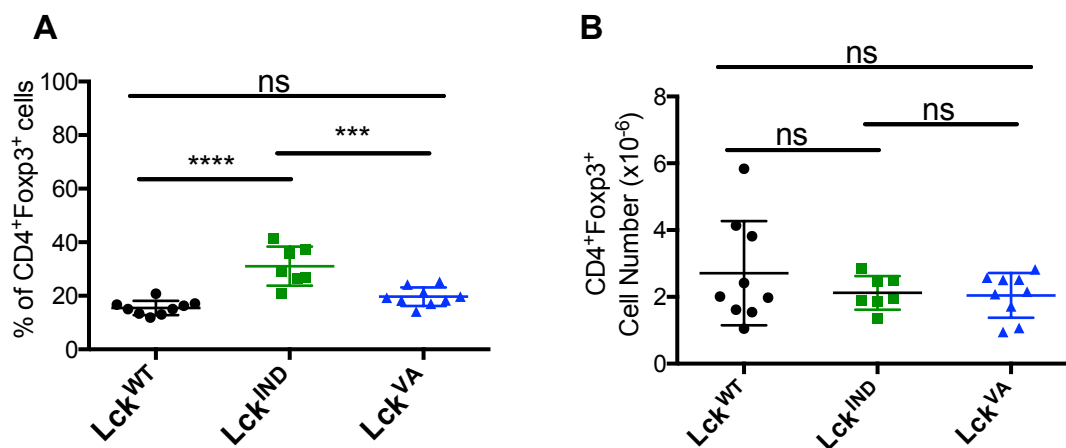 A
% of CD4⁺Foxp3⁺ cells
100
80
60
40
20
0
ns
***
****
Lck^WT
Lck^IND
Lck^VA
B
CD4⁺Foxp3⁺
Cell Number (x10⁻⁶)
8
6
4
2
0
ns
ns
ns
Lck^WT
Lck^IND
Lck^VA